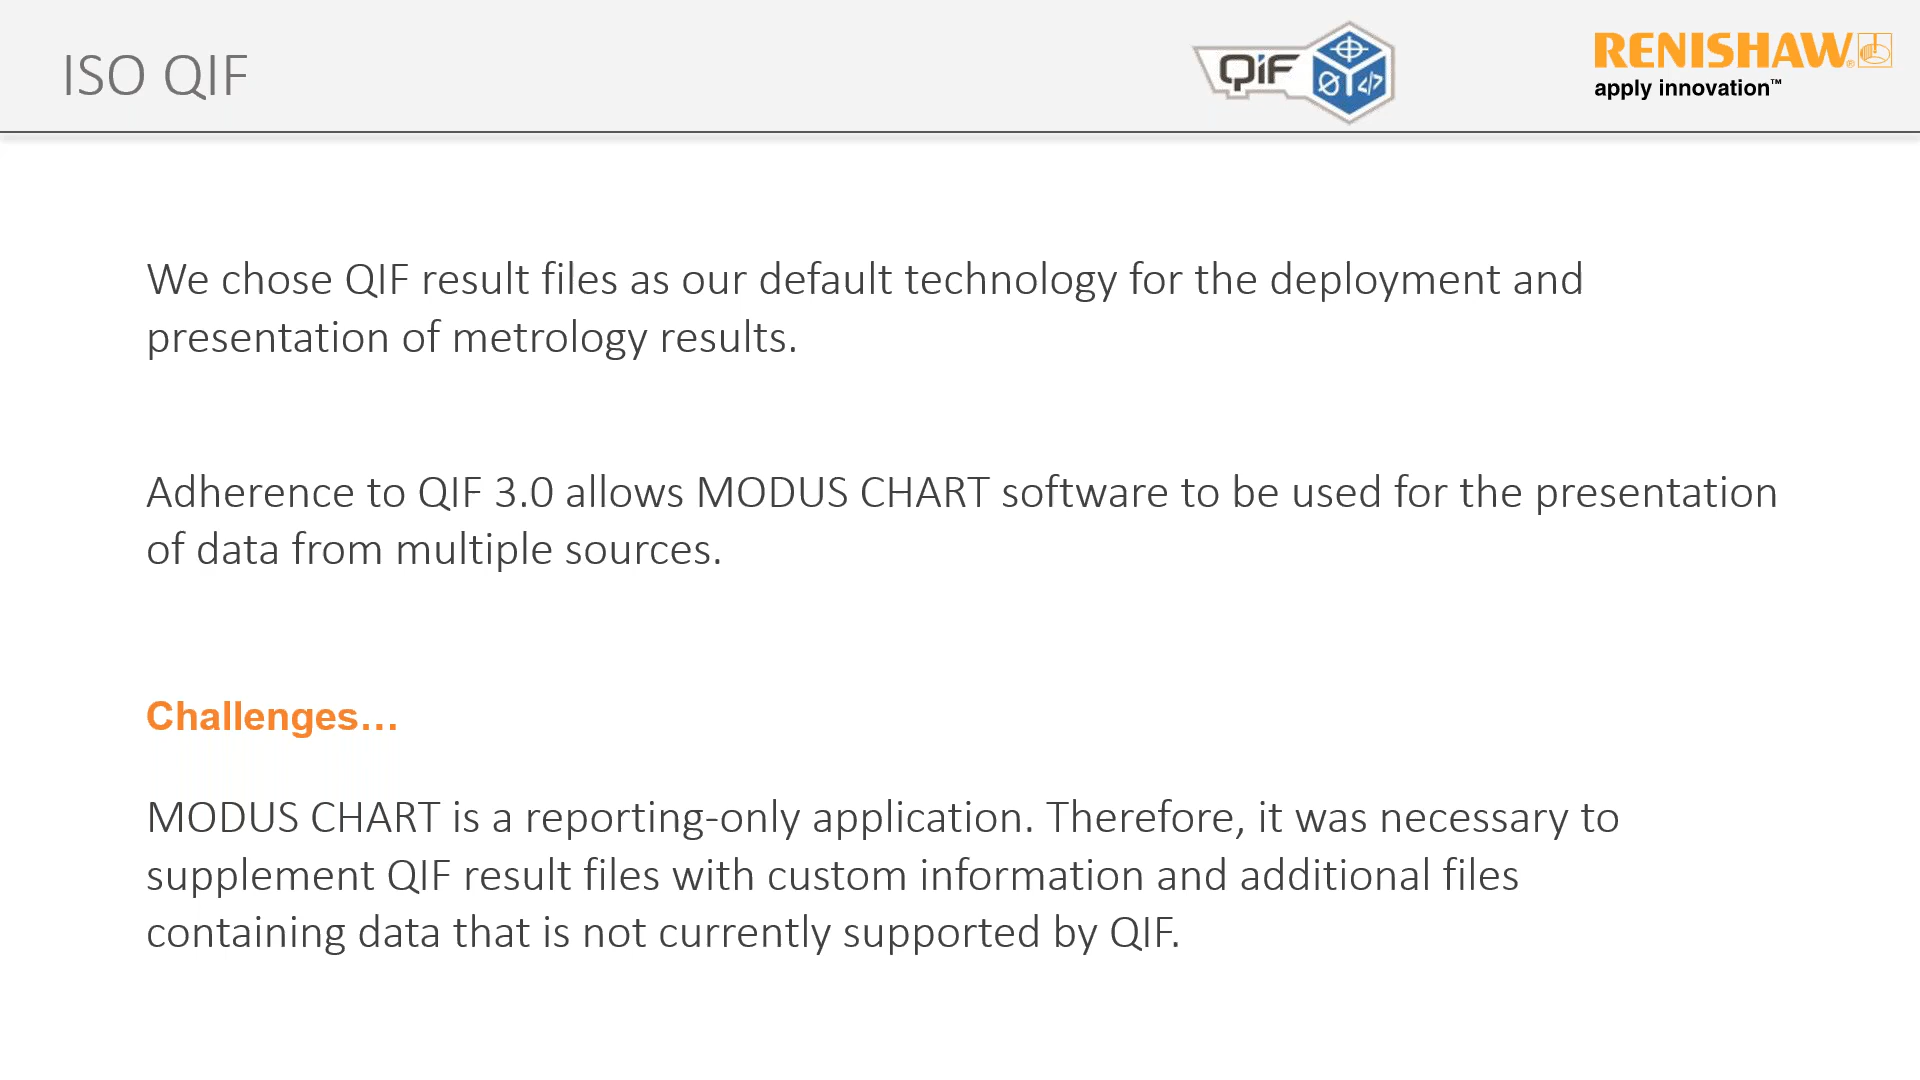 ISO QIF
QiF
RENISHAW®
apply innovation™
We chose QIF result files as our default technology for the deployment and
presentation of metrology results.
Adherence to QIF 3.0 allows MODUS CHART software to be used for the presentation
of data from multiple sources.
Challenges…
MODUS CHART is a reporting-only application. Therefore, it was necessary to
supplement QIF result files with custom information and additional files
containing data that is not currently supported by QIF.